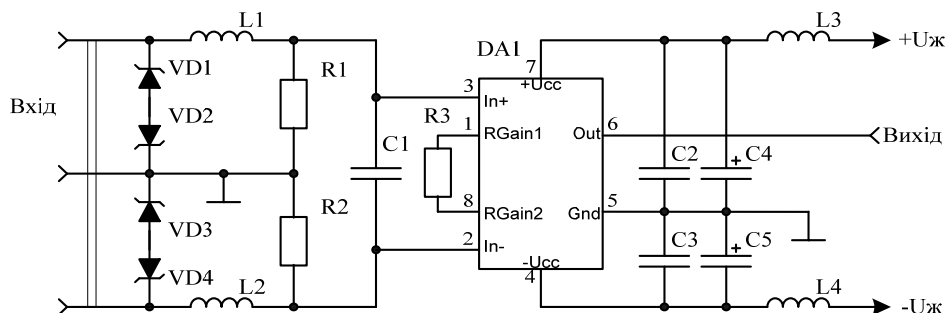 L1
L3
DA1
+Uж
VD1
R1
7
+Ucc
3
In+
Вхід
VD2
R3
1
RGain1
Out
6
Вихід
C1
C2
+
C4
R2
8
RGain2
Gnd
5
VD3
2
In-
C3
+
C5
VD4
-Ucc
4
L2
L4
-Uж